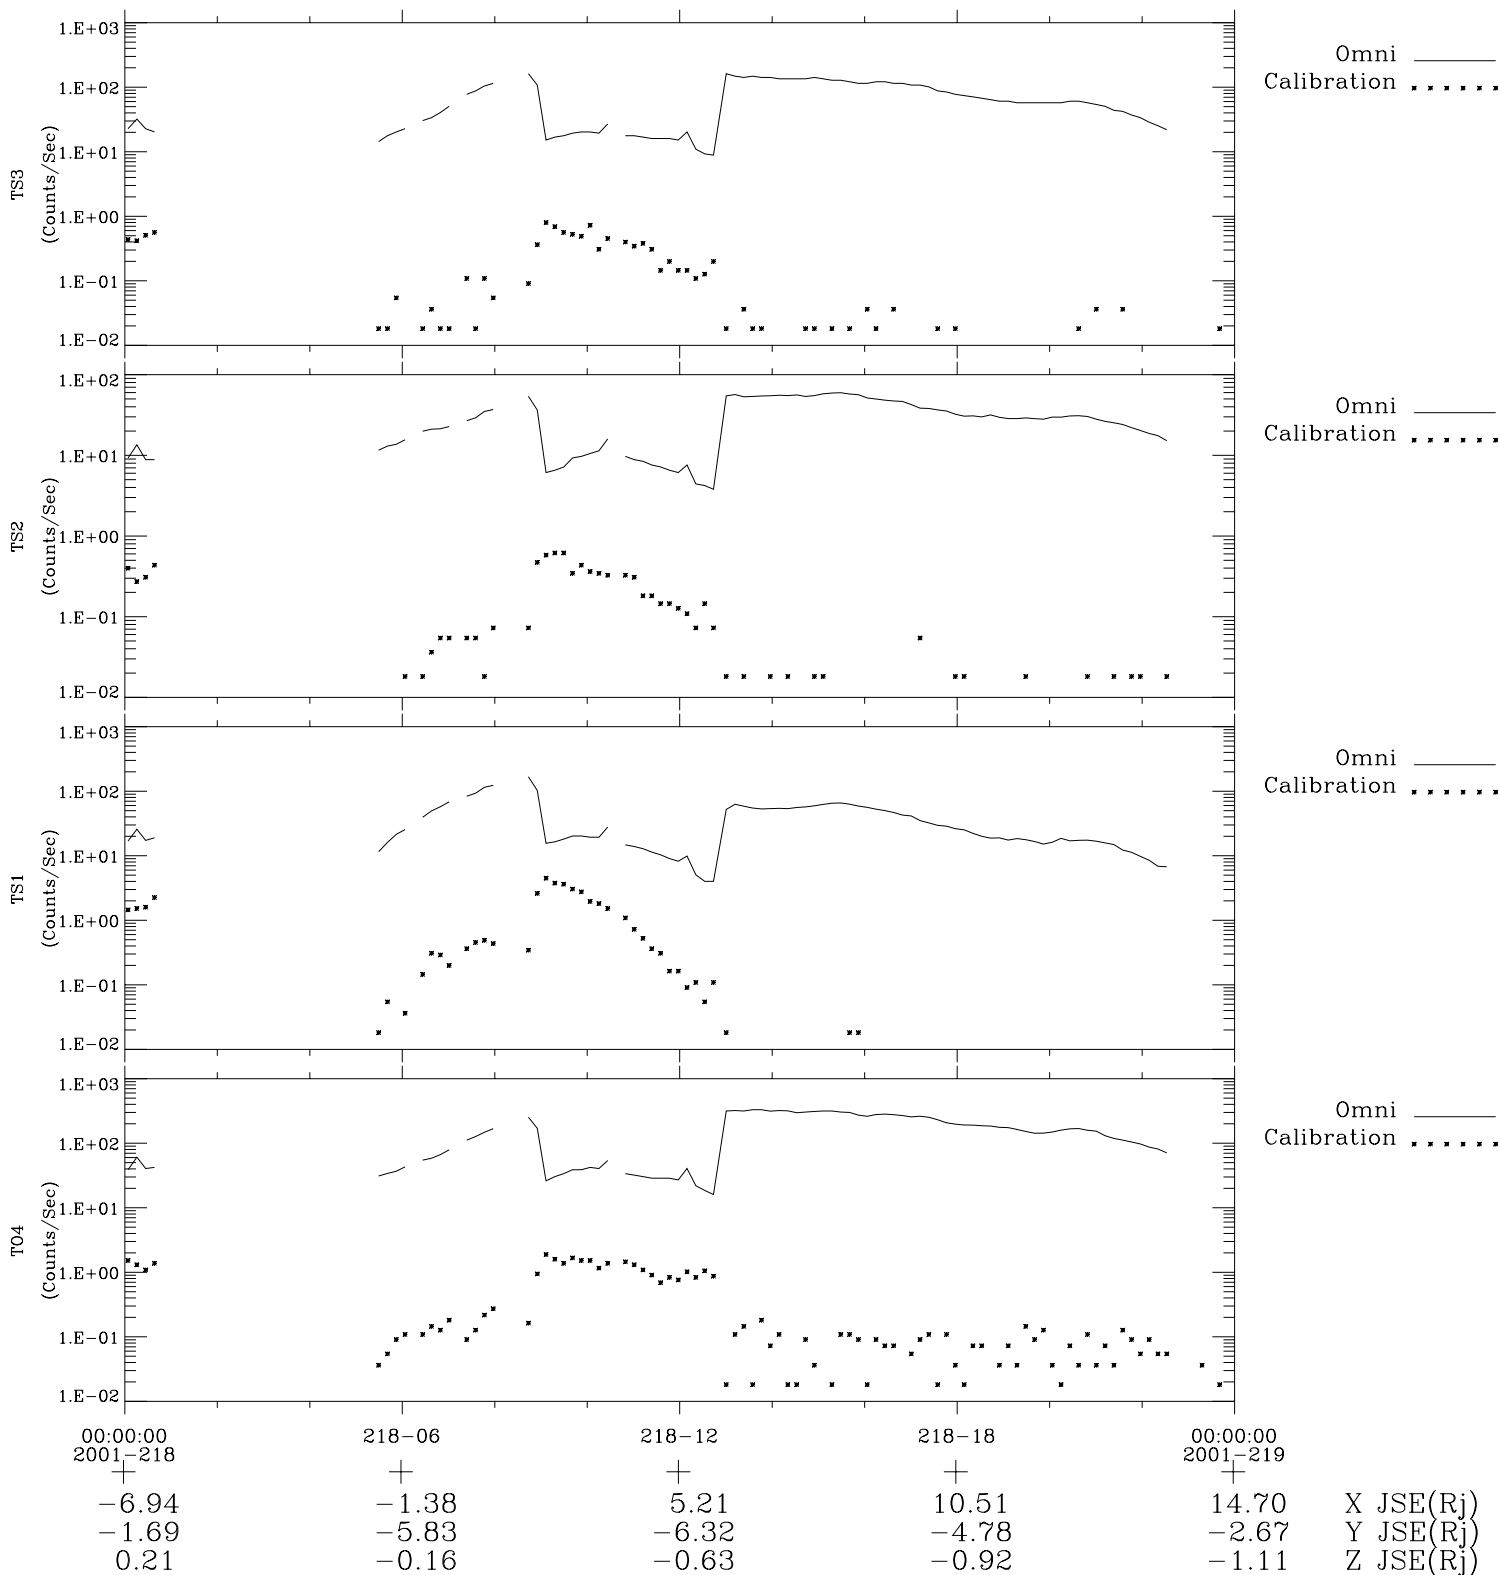 1.E+03
1.E+02
1.E+01
1.E+00
1.E-01
1.E-02
TS3
(Counts/Sec)
Omni
Calibration
1.E+02
1.E+01
1.E+00
1.E-01
1.E-02
TS2
(Counts/Sec)
Omni
Calibration
1.E+03
1.E+02
1.E+01
1.E+00
1.E-01
1.E-02
TS1
(Counts/Sec)
Omni
Calibration
1.E+03
1.E+02
1.E+01
1.E+00
1.E-01
1.E-02
TO4
(Counts/Sec)
Omni
Calibration
00:00:00 218-06 218-12 218-18 00:00:00
2001-218 2001-219
-6.94 -1.38 5.21 10.51 14.70 X JSE(Rj)
-1.69 -5.83 -6.32 -4.78 -2.67 Y JSE(Rj)
0.21 -0.16 -0.63 -0.92 -1.11 Z JSE(Rj)